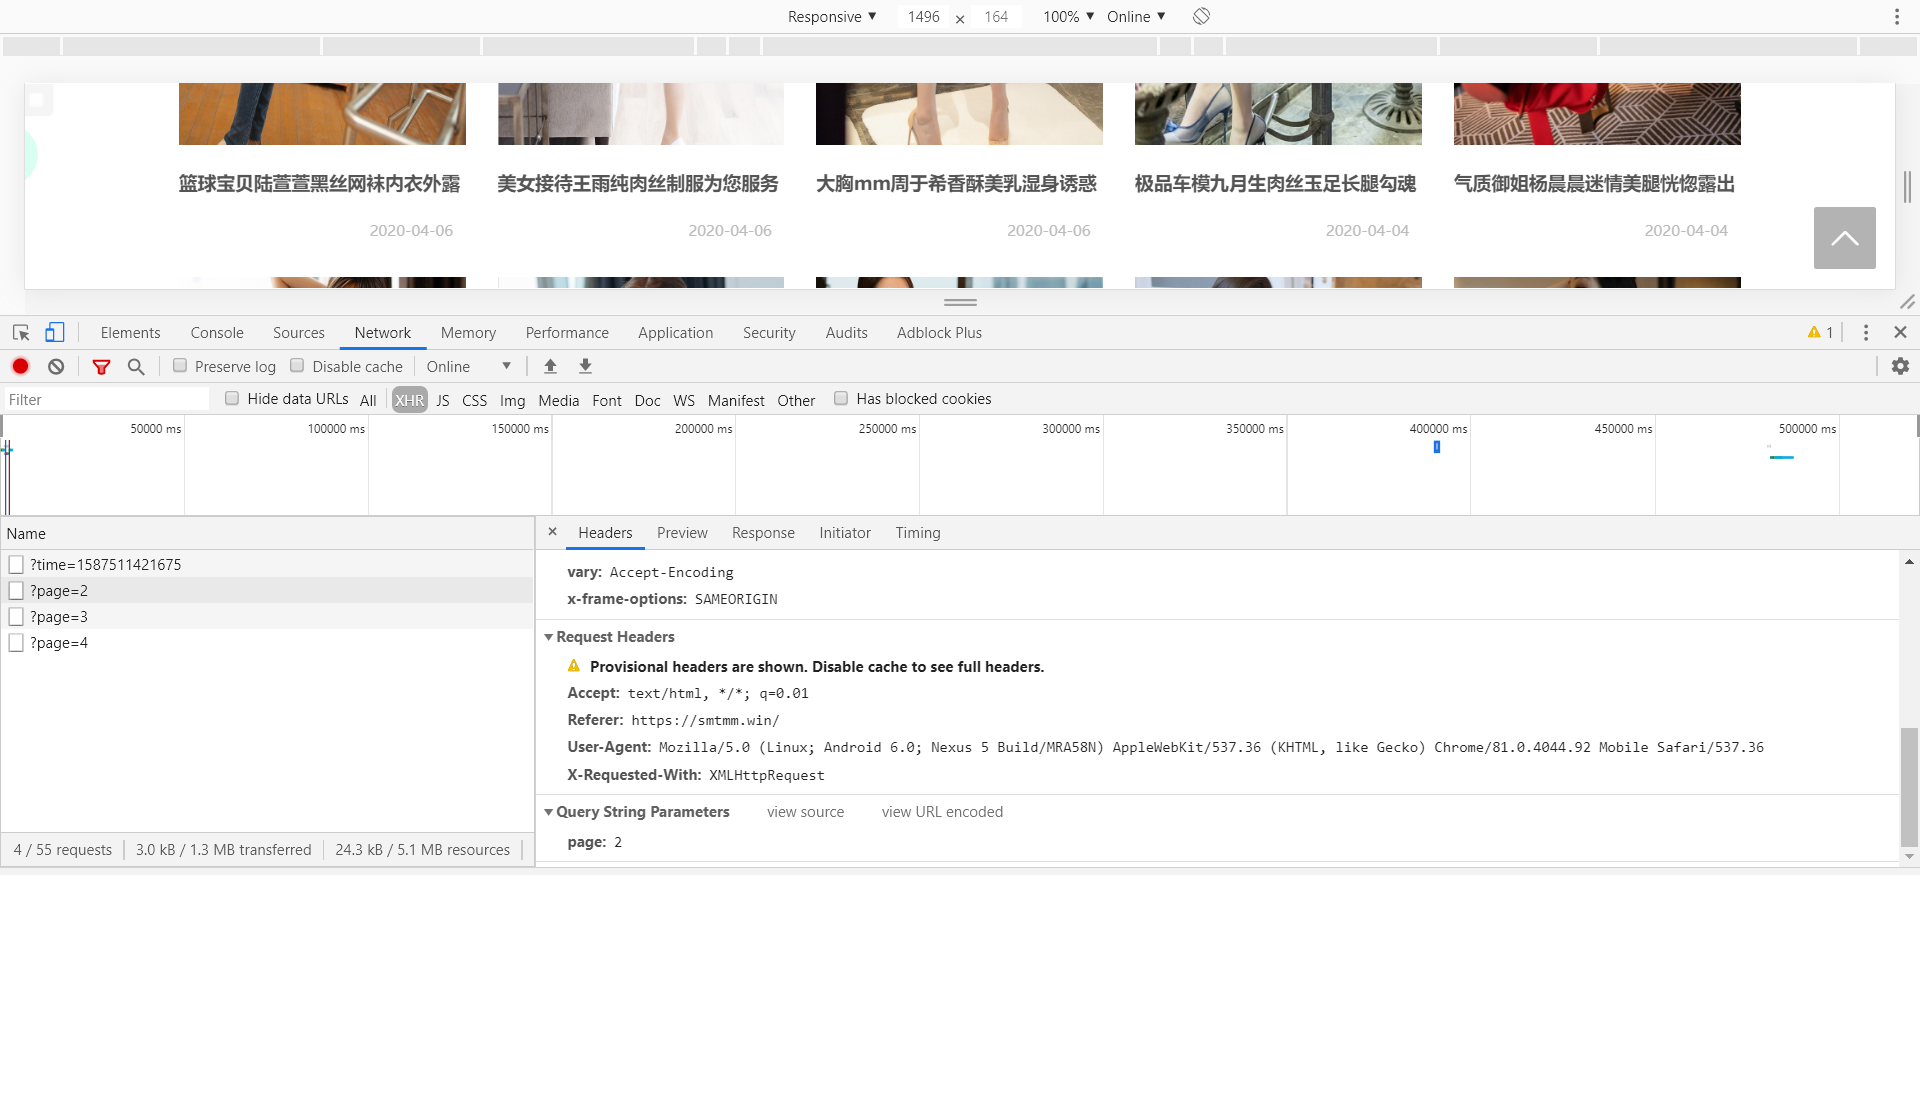 Responsive ▼ 1496 × 164 100% ▼ Online ▼
篮球宝贝陆萱萱黑丝网袜内衣外露 美女接待王雨纯肉丝制服为您服务 大胸mm周于希香酥美乳湿身诱惑 极品车模九月生肉丝玉足长腿勾魂 气质御姐杨晨晨迷情美腿恍惚露出
2020-04-06 2020-04-06 2020-04-06 2020-04-04 2020-04-04
Elements Console Sources Network Memory Performance Application Security Audits Adblock Plus 1
Preserve log Disable cache Online ▼
Filter Hide data URLs All XHR JS CSS Img Media Font Doc WS Manifest Other Has blocked cookies
50000 ms 100000 ms 150000 ms 200000 ms 250000 ms 300000 ms 350000 ms 400000 ms 450000 ms 500000 ms
Name
?time=1587511421675
?page=2
?page=3
?page=4
4 / 55 requests 3.0 kB / 1.3 MB transferred 24.3 kB / 5.1 MB resources
× Headers Preview Response Initiator Timing
vary: Accept-Encoding
x-frame-options: SAMEORIGIN
▼Request Headers
Provisional headers are shown. Disable cache to see full headers.
Accept: text/html, */*; q=0.01
Referer: https://smtmm.win/
User-Agent: Mozilla/5.0 (Linux; Android 6.0; Nexus 5 Build/MRA58N) AppleWebKit/537.36 (KHTML, like Gecko) Chrome/81.0.4044.92 Mobile Safari/537.36
X-Requested-With: XMLHttpRequest
▼Query String Parameters view source view URL encoded
page: 2